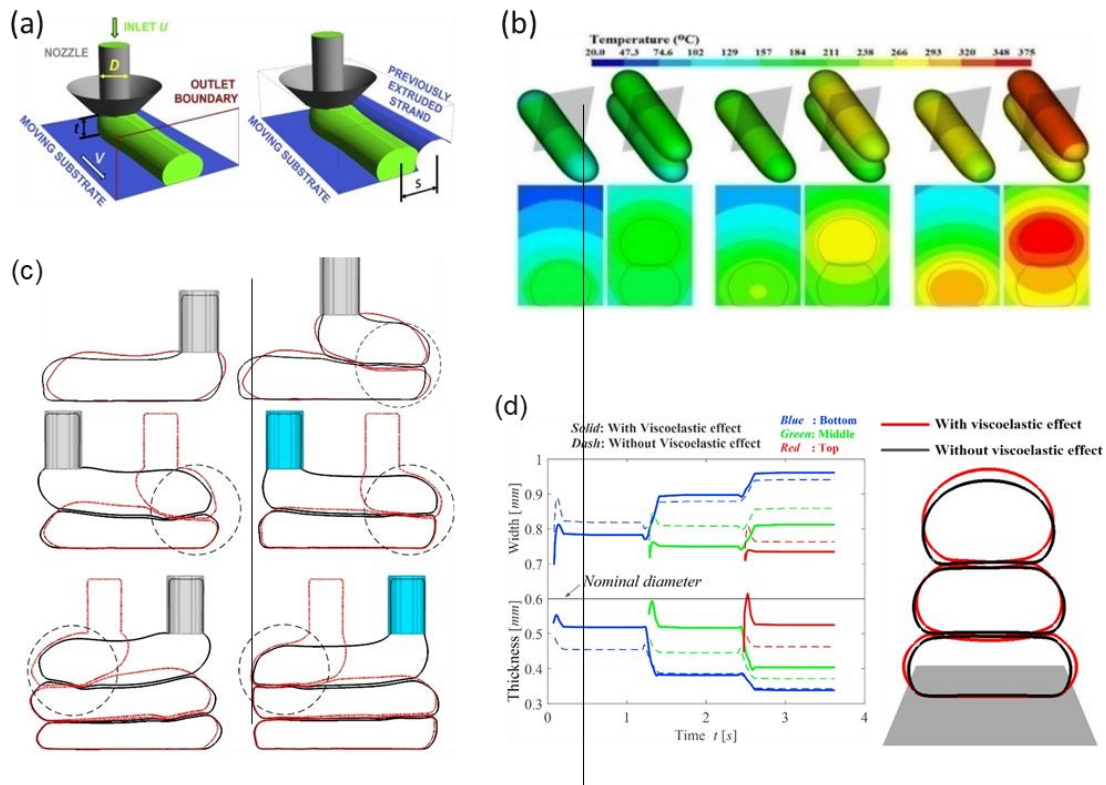 (a)
INLET U
NOZZLE
D
OUTLET
BOUNDARY
t
V
MOVING SUBSTRATE
PREVIOUSLY
EXTRUDED
STRAND
MOVING SUBSTRATE
S
(b)
Temperature (°C)
20.0 47.3 74.6 102 129 157 184 211 238 266 293 320 348 375
(c)
(d)
Solid: With Viscoelastic effect
Dash: Without Viscoelastic effect
Blue : Bottom
Green: Middle
Red : Top
Width [mm]
1
0.9
0.8
0.7
0.6
Nominal diameter
Thickness [mm]
0.5
0.4
0.3
0 1 2 3 4
Time t [s]
With viscoelastic effect
Without viscoelastic effect